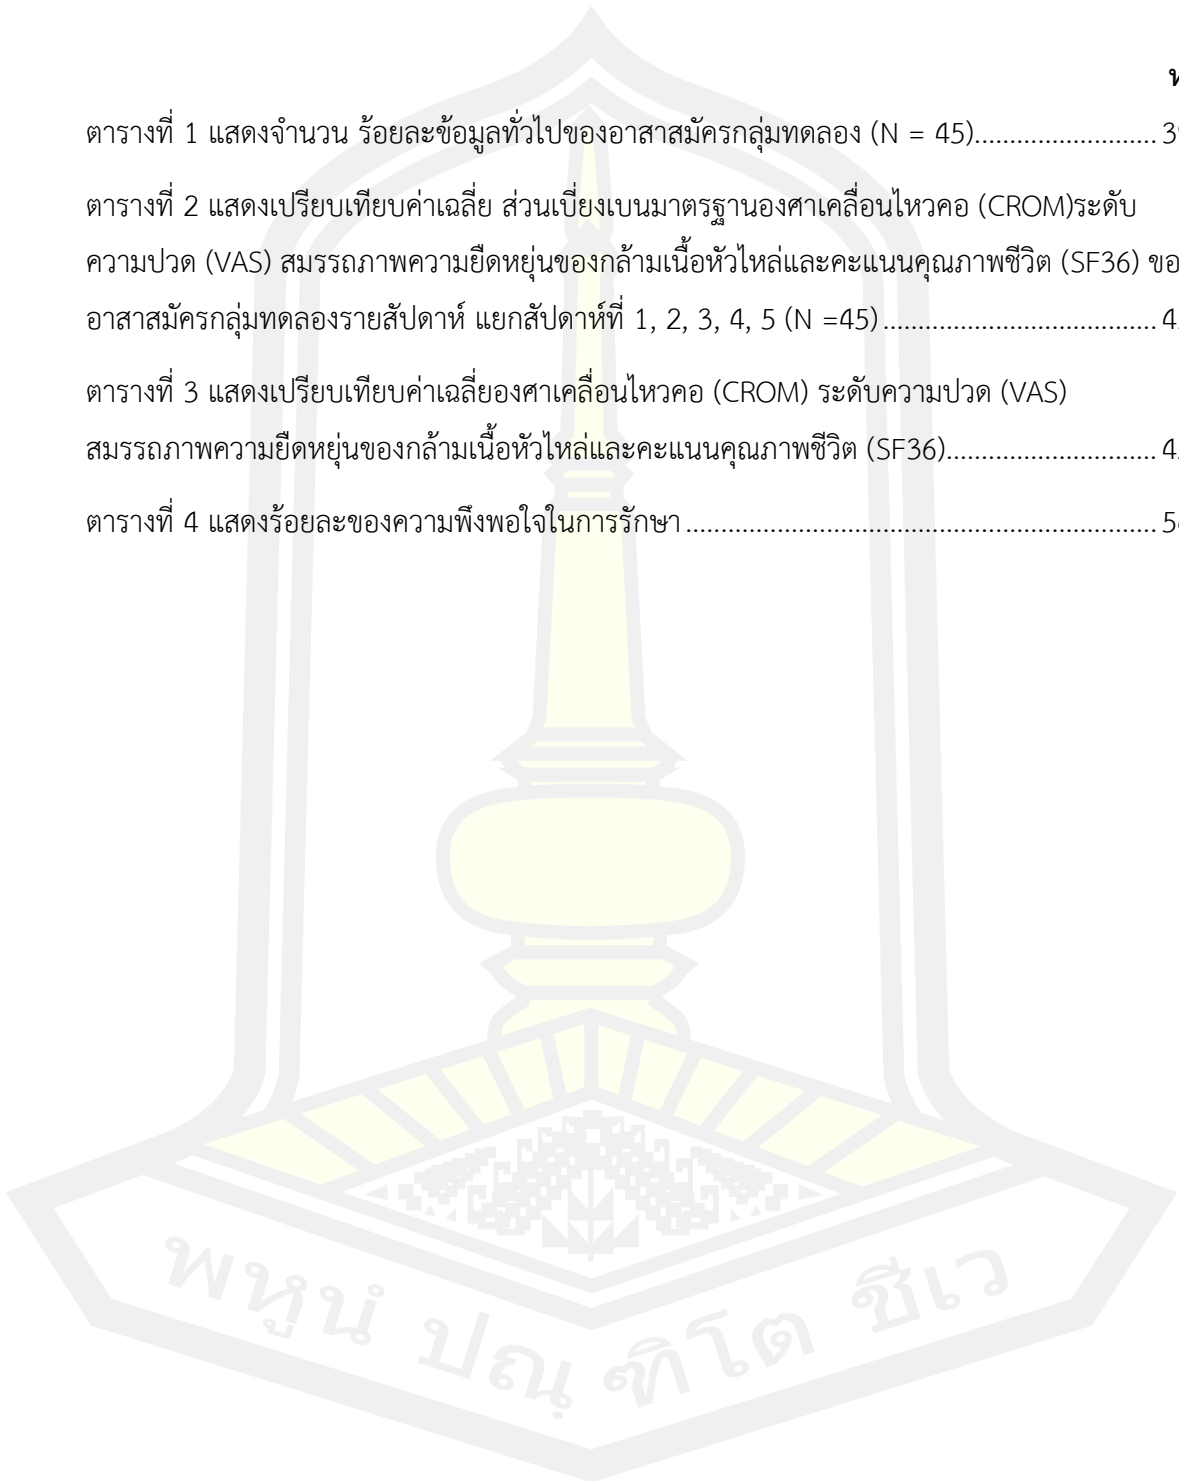 ตารางที่ 1 แสดงจำนวน ร้อยละข้อมูลทั่วไปของอาสาสมัครกลุ่มทดลอง (N = 45)..........................
ตารางที่ 2 แสดงเปรียบเทียบค่าเฉลี่ย ส่วนเบี่ยงเบนมาตรฐานองศาเคลื่อนไหวคอ (CROM)ระดับ
ความปวด (VAS) สมรรถภาพความยืดหยุ่นของกล้ามเนื้อหัวไหล่และคะแนนคุณภาพชีวิต (SF36)
อาสาสมัครกลุ่มทดลองรายสัปดาห์ แยกสัปดาห์ที่ 1, 2, 3, 4, 5 (N =45).......................................
ตารางที่ 3 แสดงเปรียบเทียบค่าเฉลี่ยองศาเคลื่อนไหวคอ (CROM) ระดับความปวด (VAS)
สมรรถภาพความยืดหยุ่นของกล้ามเนื้อหัวไหล่และคะแนนคุณภาพชีวิต (SF36)..............................
ตารางที่ 4 แสดงร้อยละของความพึงพอใจในการรักษา...................................................................
พหูนํ ปณฺ ฑิโต ชีเว